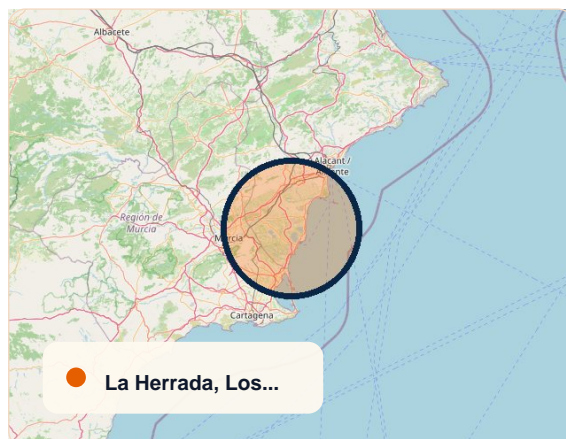 Albacete
Alacant /
Alicante
Región de
Murcia
Murcia
Cartagena
La Herrada, Los...